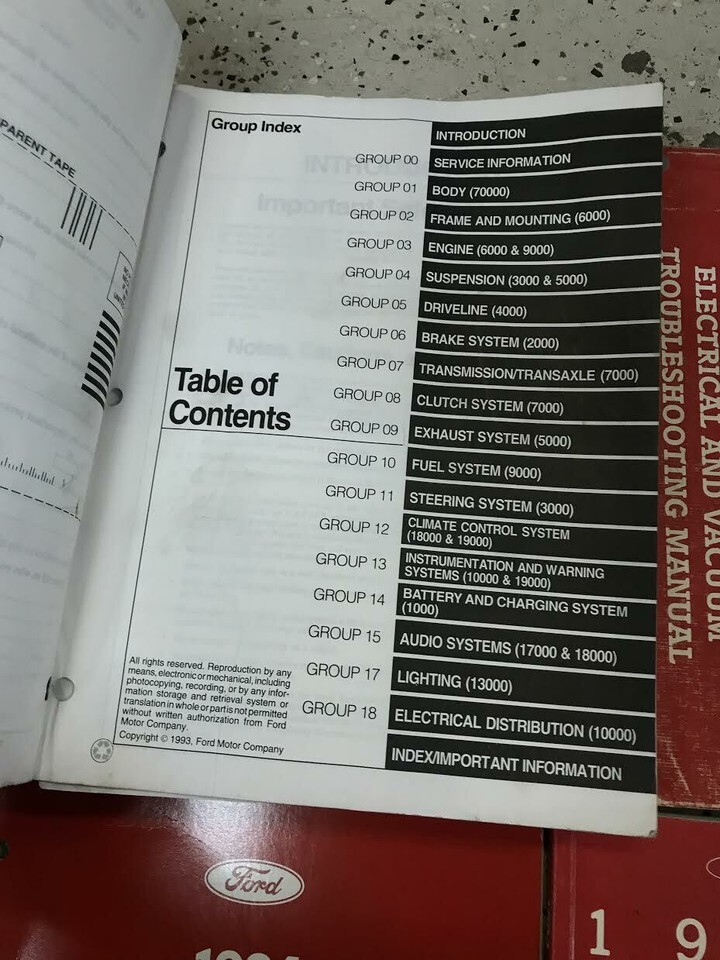 PARENT TAPE
Group Index
INTRODUCTION
GROUP 00 SERVICE INFORMATION
GROUP 01 BODY (70000)
GROUP 02 FRAME AND MOUNTING (6000)
GROUP 03 ENGINE (6000 & 9000)
GROUP 04 SUSPENSION (3000 & 5000)
GROUP 05 DRIVELINE (4000)
GROUP 06 BRAKE SYSTEM (2000)
GROUP 07 TRANSMISSION/TRANSAXLE (7000)
GROUP 08 CLUTCH SYSTEM (7000)
GROUP 09 EXHAUST SYSTEM (5000)
GROUP 10 FUEL SYSTEM (9000)
GROUP 11 STEERING SYSTEM (3000)
GROUP 12 CLIMATE CONTROL SYSTEM
(18000 & 19000)
GROUP 13 INSTRUMENTATION AND WARNING
SYSTEMS (10000 & 19000)
GROUP 14 BATTERY AND CHARGING SYSTEM
(1000)
GROUP 15 AUDIO SYSTEMS (17000 & 18000)
GROUP 17 LIGHTING (13000)
GROUP 18 ELECTRICAL DISTRIBUTION (10000)
INDEX/IMPORTANT INFORMATION
Table of
Contents
All rights reserved. Reproduction by any
means, electronic or mechanical, including
photocopying, recording, or by any infor-
mation storage and retrieval system or
translation in whole or part is not permitted
without written authorization from Ford
Motor Company.
Copyright © 1993, Ford Motor Company
ELECTRICAL AND VACUUM
TROUBLESHOOTING MANUAL
Ford
1 9